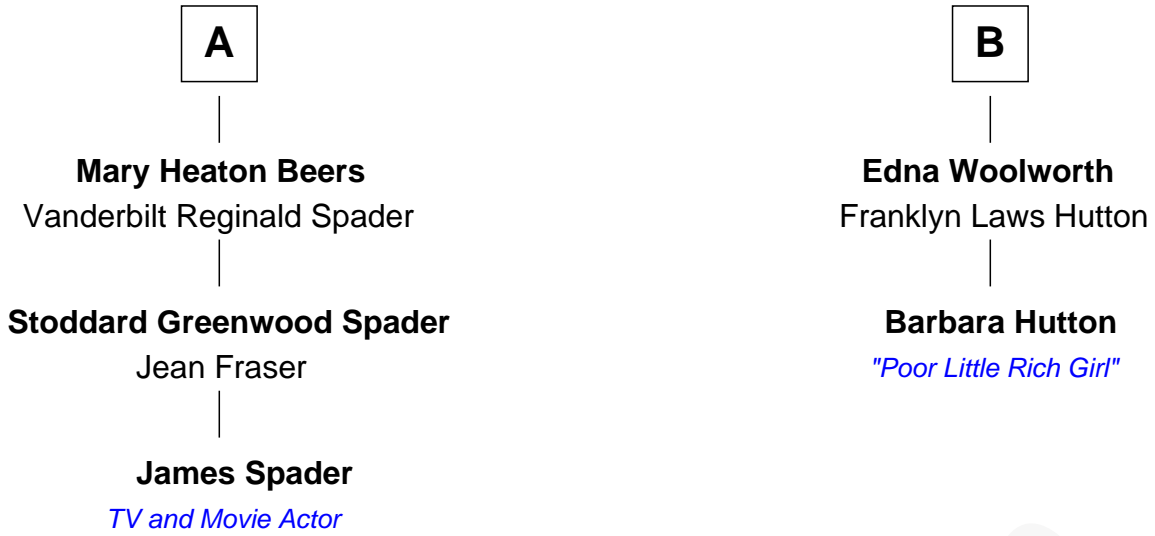 A
Mary Heaton Beers
Vanderbilt Reginald Spader
Stoddard Greenwood Spader
Jean Fraser
James Spader
TV and Movie Actor
B
Edna Woolworth
Franklyn Laws Hutton
Barbara Hutton
"Poor Little Rich Girl"